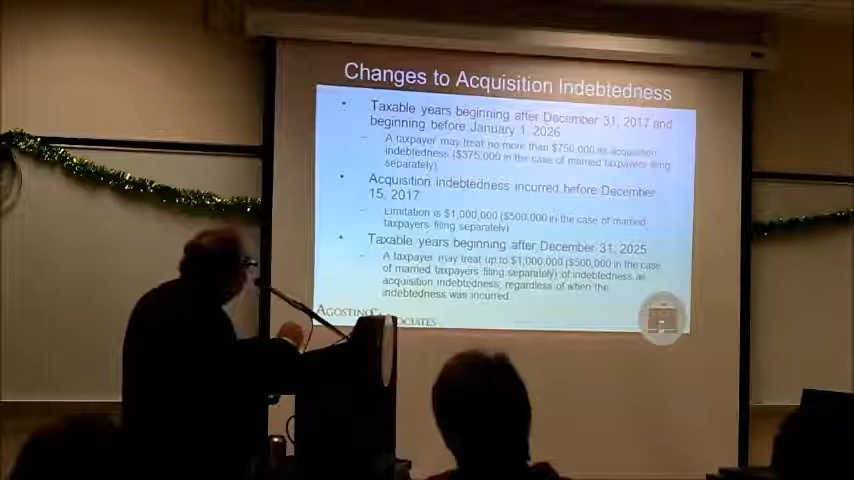 Changes to Acquisition Indebtedness
• Taxable years beginning after December 31, 2017 and
beginning before January 1, 2026
– A taxpayer may treat no more than $750,000 as acquisition
indebtedness ($375,000 in the case of married taxpayers filing
separately).
• Acquisition indebtedness incurred before December
15, 2017
– Limitation is $1,000,000 ($500,000 in the case of married
taxpayers filing separately)
• Taxable years beginning after December 31, 2025
– A taxpayer may treat up to $1,000,000 ($500,000 in the case
of married taxpayers filing separately) of indebtedness as
acquisition indebtedness, regardless of when the
indebtedness was incurred